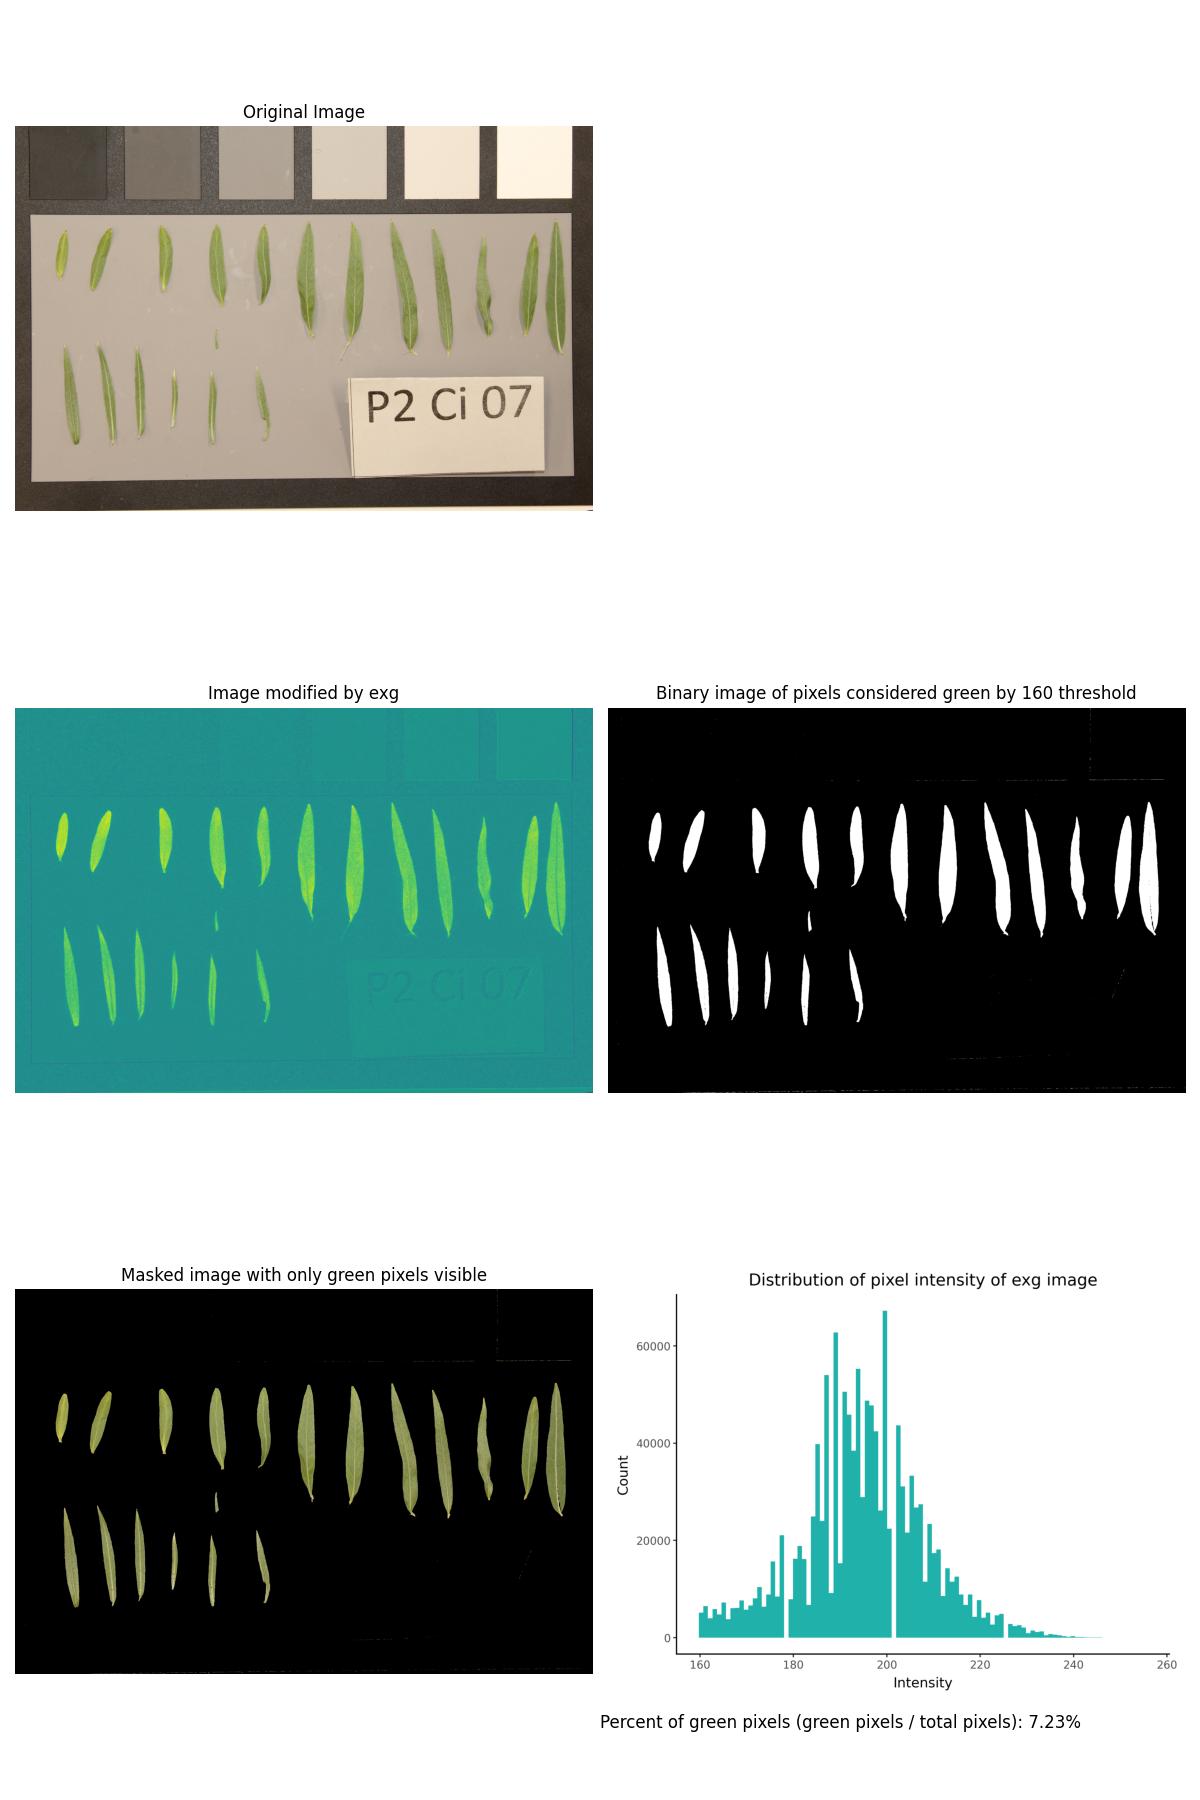 Original Image
P2 Ci 07
Image modified by exg
Binary image of pixels considered green by 160 threshold
P2 Ci 07
Masked image with only green pixels visible
Distribution of pixel intensity of exg image
60000
40000
20000
0
Count
160 180 200 220 240 260
Intensity
Percent of green pixels (green pixels / total pixels): 7.23%